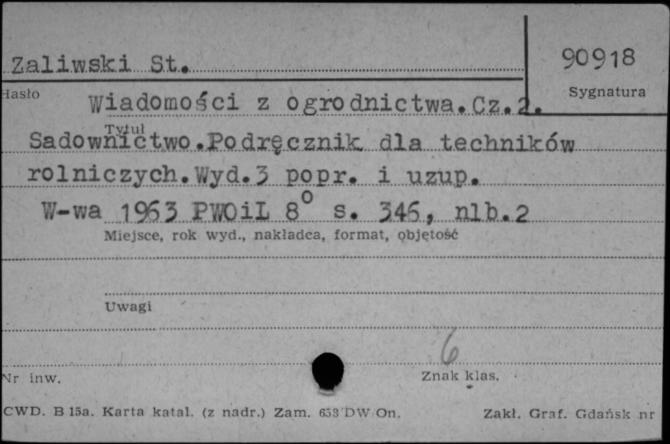 90918
Zaliwski St.
Hasło
Sygnatura
Wiadomości z ogrodnictwa.Cz.2.
Tytuł
Sadownictwo.Podręcznik dla techników
rolniczych.Wyd.3 popr. i uzup.
W-wa 1963 PWOiL 8° s. 346, nlb.2
Miejsce, rok wyd., nakładca, format, objętość
Uwagi
6
Nr inw.
Znak klas.
CWD. B 15a. Karta katal. (z nadr.) Zam. 653 DW On.
Zakł. Graf. Gdańsk nr